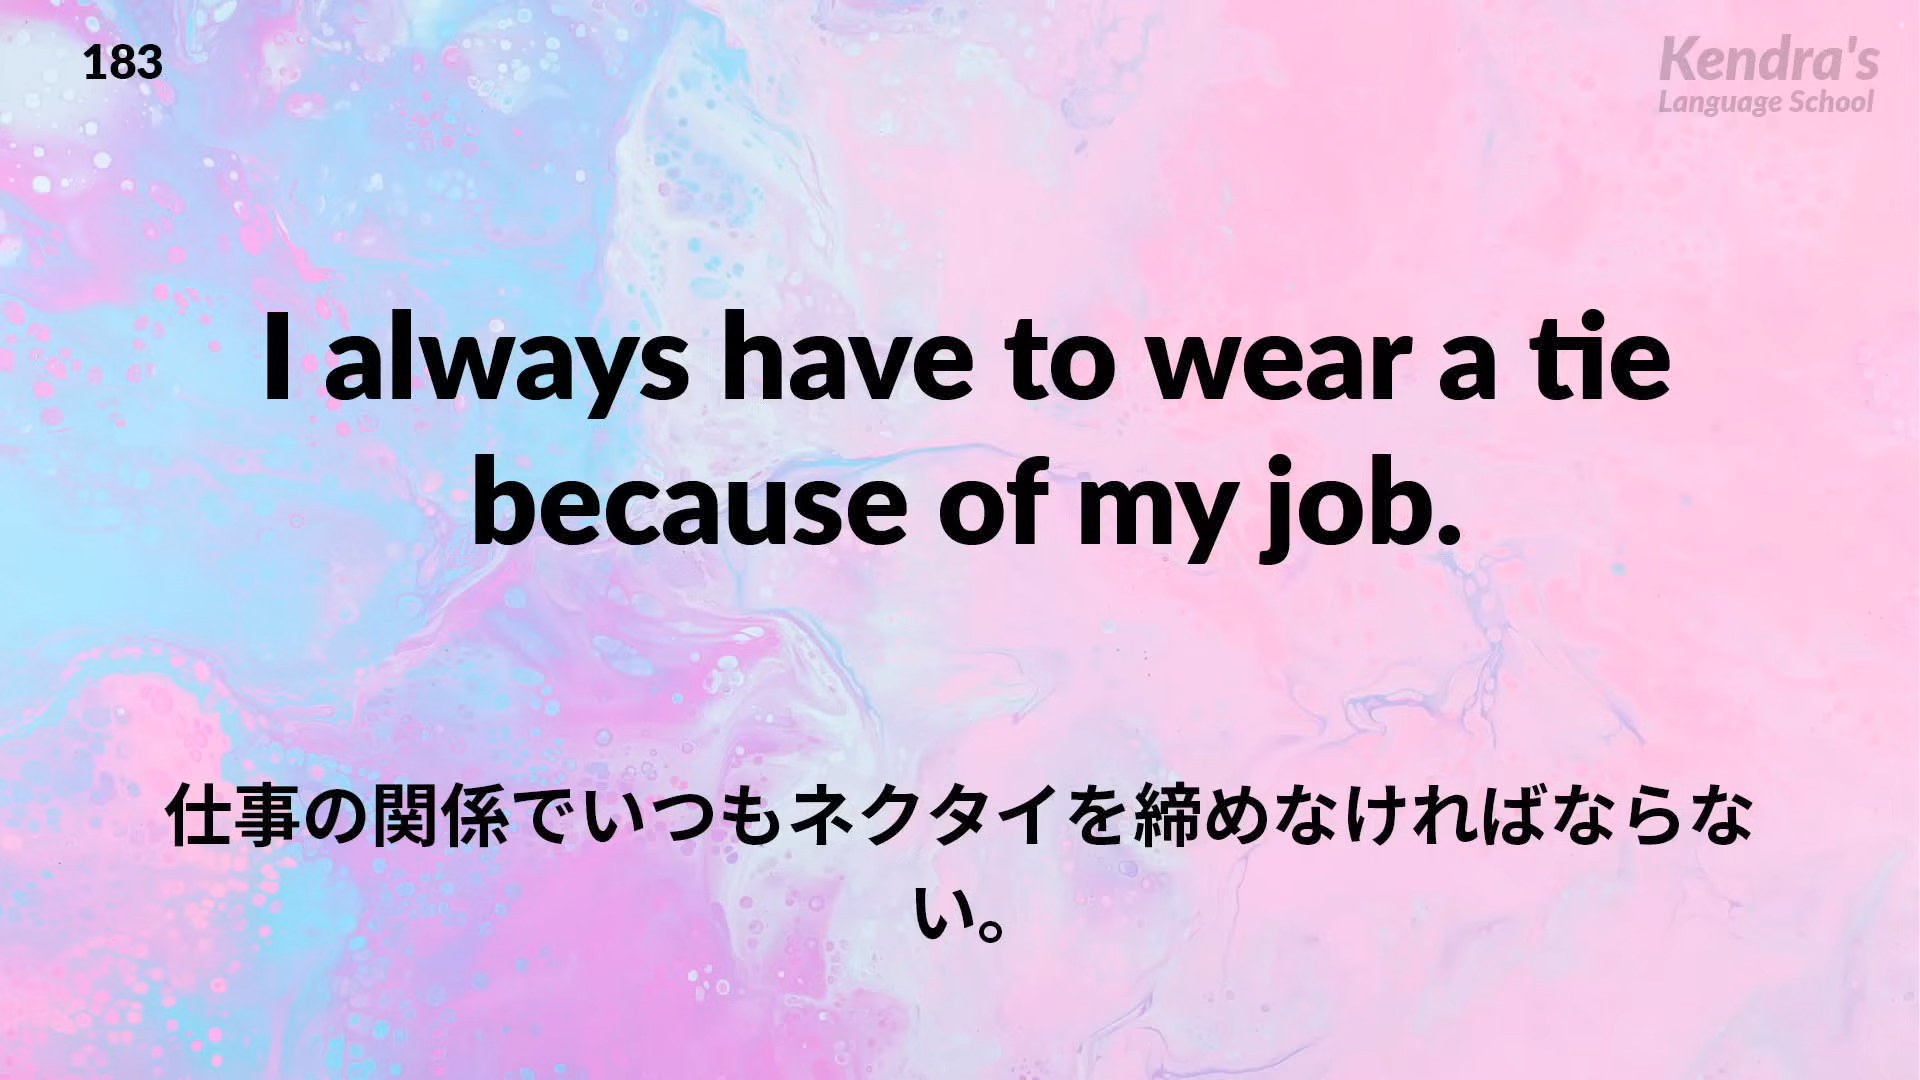 183
Kendra's
Language School
I always have to wear a tie
because of my job.
仕事の関係でいつもネクタイを締めなければならな
い。